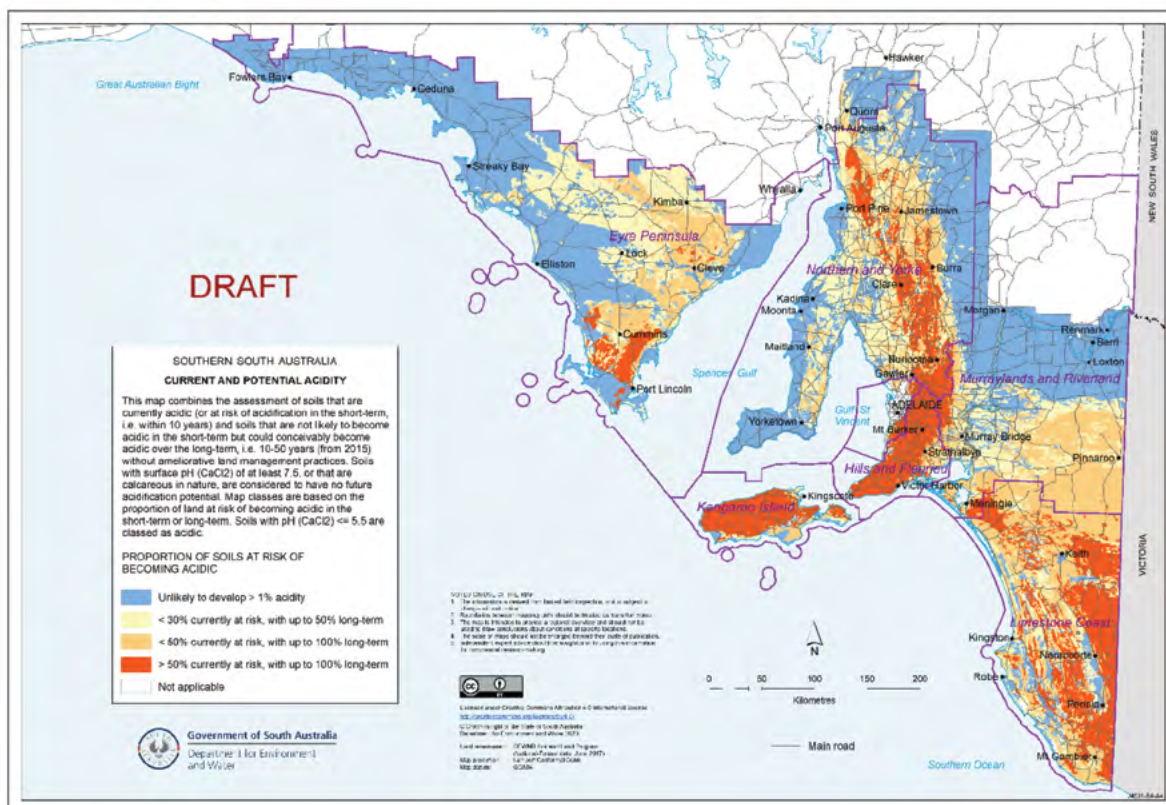 Great Australian Bight
Fowlers Bay
Ceduna
Hawker
Quorn
Port Augusta
Streaky Bay
Whyalla
Kimba
Port Pirie
Jamestown
Eyre Peninsula
Lock
Cleve
Elliston
Northern and Yorke
Burra
Clare
Kadina
Moonta
Morgan
Renmark
Berri
Loxton
Cummins
Maitland
Nuriootpa
Gawler
Murraylands and Riverland
Port Lincoln
Spencer Gulf
Gulf St
Vincent
ADELAIDE
Yorketown
Mt Barker
Murray Bridge
Pinnaroo
Strathalbyn
Hills and Fleurieu
Victor Harbor
Kingscote
Kangaroo Island
Meningie
Keith
Limestone Coast
Kingston
Naracoorte
Robe
Penola
Mt Gambier
Southern Ocean
NEW SOUTH WALES
VICTORIA
DRAFT
SOUTHERN SOUTH AUSTRALIA
CURRENT AND POTENTIAL ACIDITY
This map combines the assessment of soils that are
currently acidic (or at risk of acidification in the short-term,
i.e. within 10 years) and soils that are not likely to become
acidic in the short-term but could conceivably become
acidic over the long-term, i.e. 10-50 years (from 2015)
without ameliorative land management practices. Soils
with surface pH (CaCl2) of at least 7.5, or that are
calcareous in nature, are considered to have no future
acidification potential. Map classes are based on the
proportion of land at risk of becoming acidic in the
short-term or long-term. Soils with pH (CaCl2) <= 5.5 are
classed as acidic.
PROPORTION OF SOILS AT RISK OF
BECOMING ACIDIC
Unlikely to develop > 1% acidity
< 30% currently at risk, with up to 50% long-term
< 60% currently at risk, with up to 100% long-term
> 50% currently at risk, with up to 100% long-term
Not applicable
Government of South Australia
Department for Environment
and Water
N
0 50 100 150 200
Kilometres
Main road